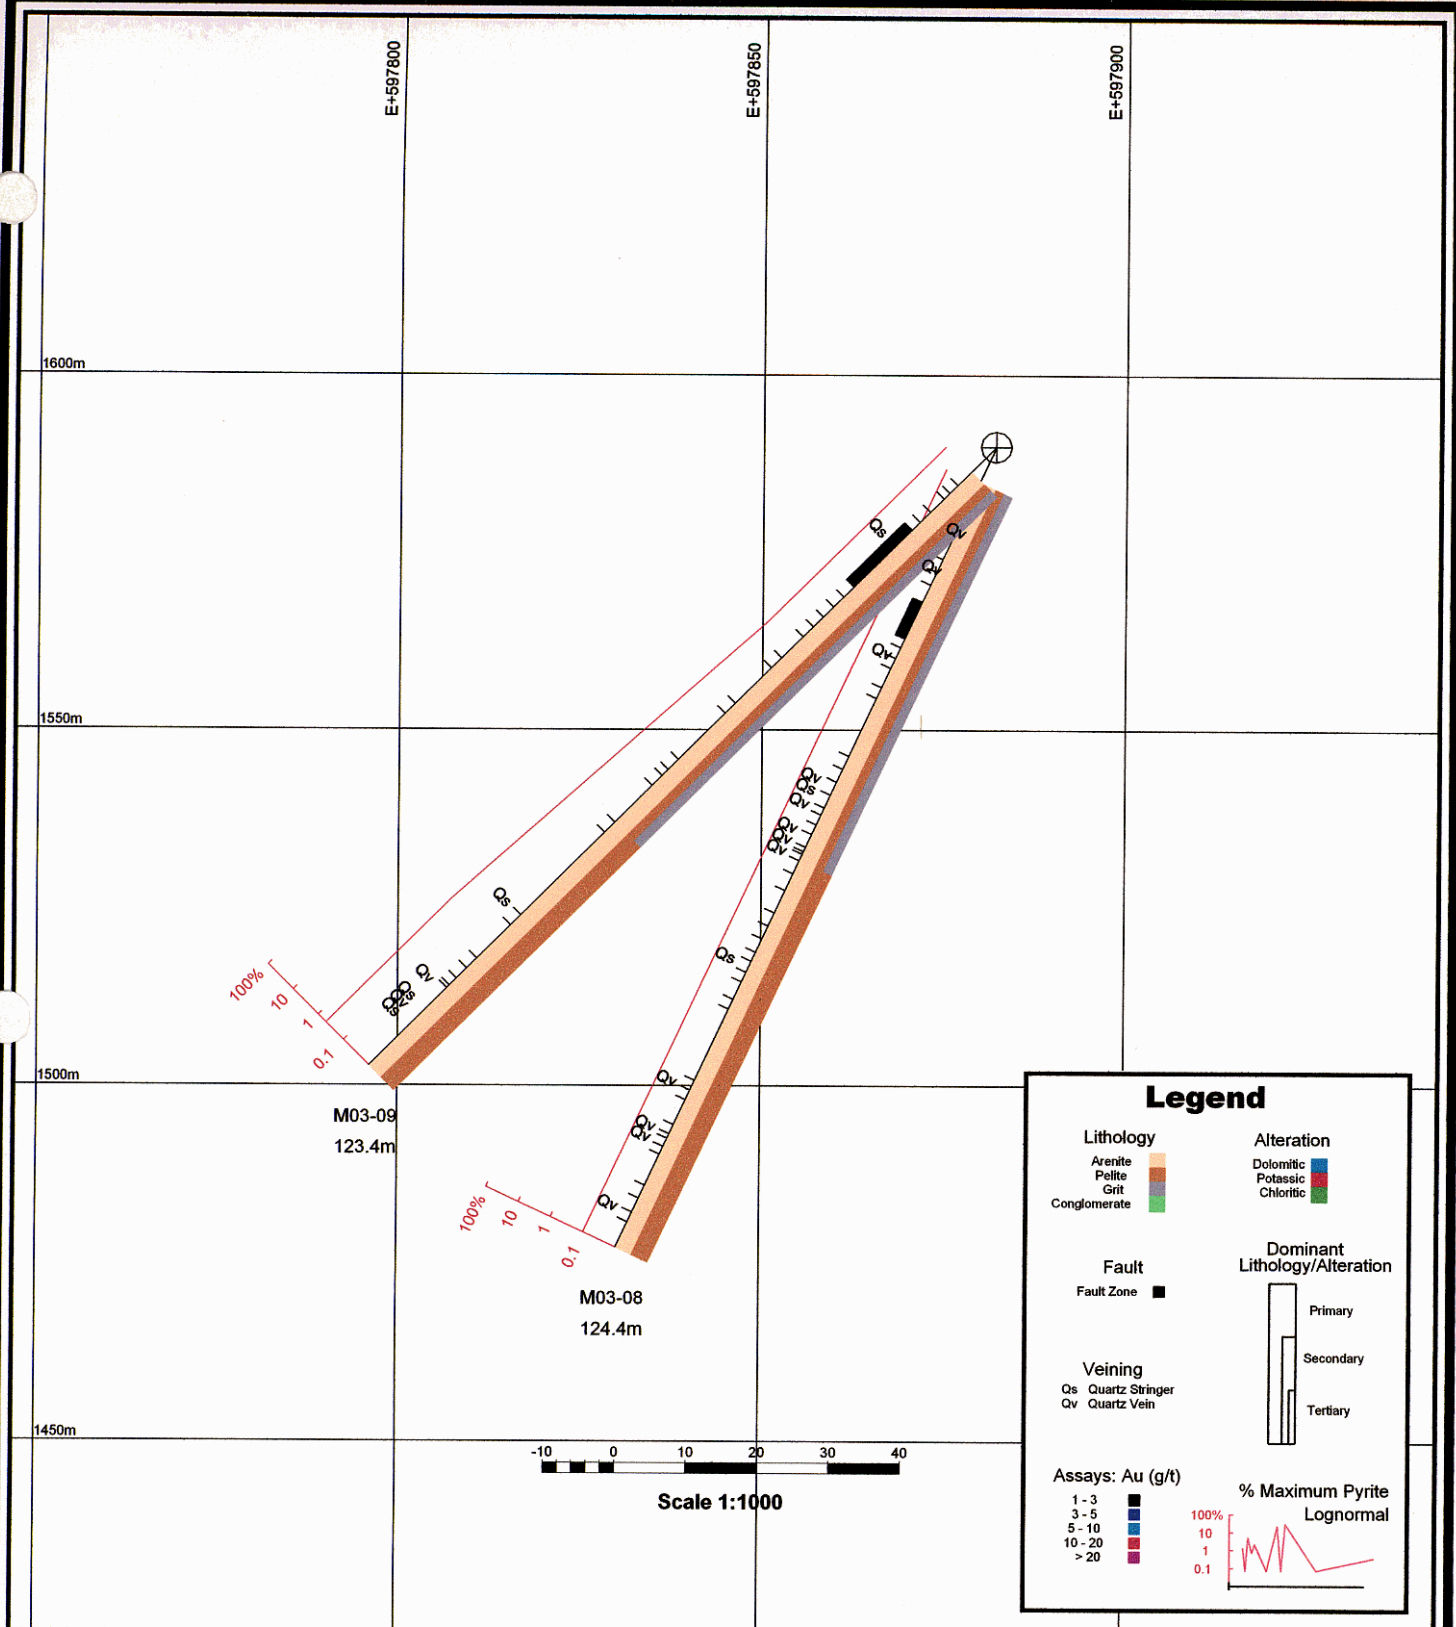 E+597800
E+597850
E+597900
1600m
1550m
1500m
1450m
Qs
Qv
Qv
Qv
Qv
Qs
Qv
Qv
Qv
Qv
Qs
Qs
Qv
Qs
Qv
Qs
Qv
Qv
Qv
Qv
100%
10
1
0.1
M03-09
123.4m
100%
10
1
0.1
M03-08
124.4m
-10 0 10 20 30 40
Scale 1:1000
Legend
Lithology
Arenite
Pelite
Grit
Conglomerate
Alteration
Dolomitic
Potassic
Chloritic
Fault
Fault Zone
Dominant
Lithology/Alteration
Primary
Secondary
Tertiary
Veining
Qs Quartz Stringer
Qv Quartz Vein
Assays: Au (g/t)
1 - 3
3 - 5
5 - 10
10 - 20
> 20
% Maximum Pyrite
Lognormal
100%
10
1
0.1